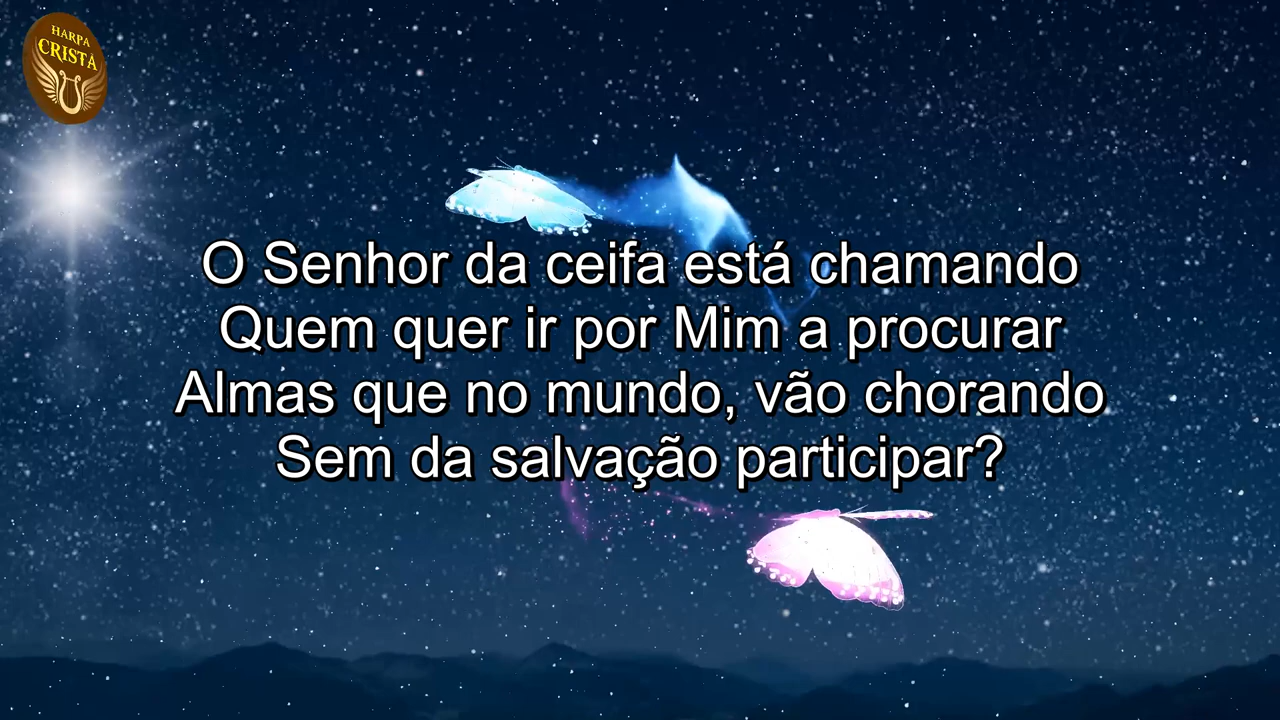 HARPA
CRISTA
O Senhor da ceifa está chamando
Quem quer ir por Mim a procurar
Almas que no mundo, vão chorando
Sem da salvação participar?